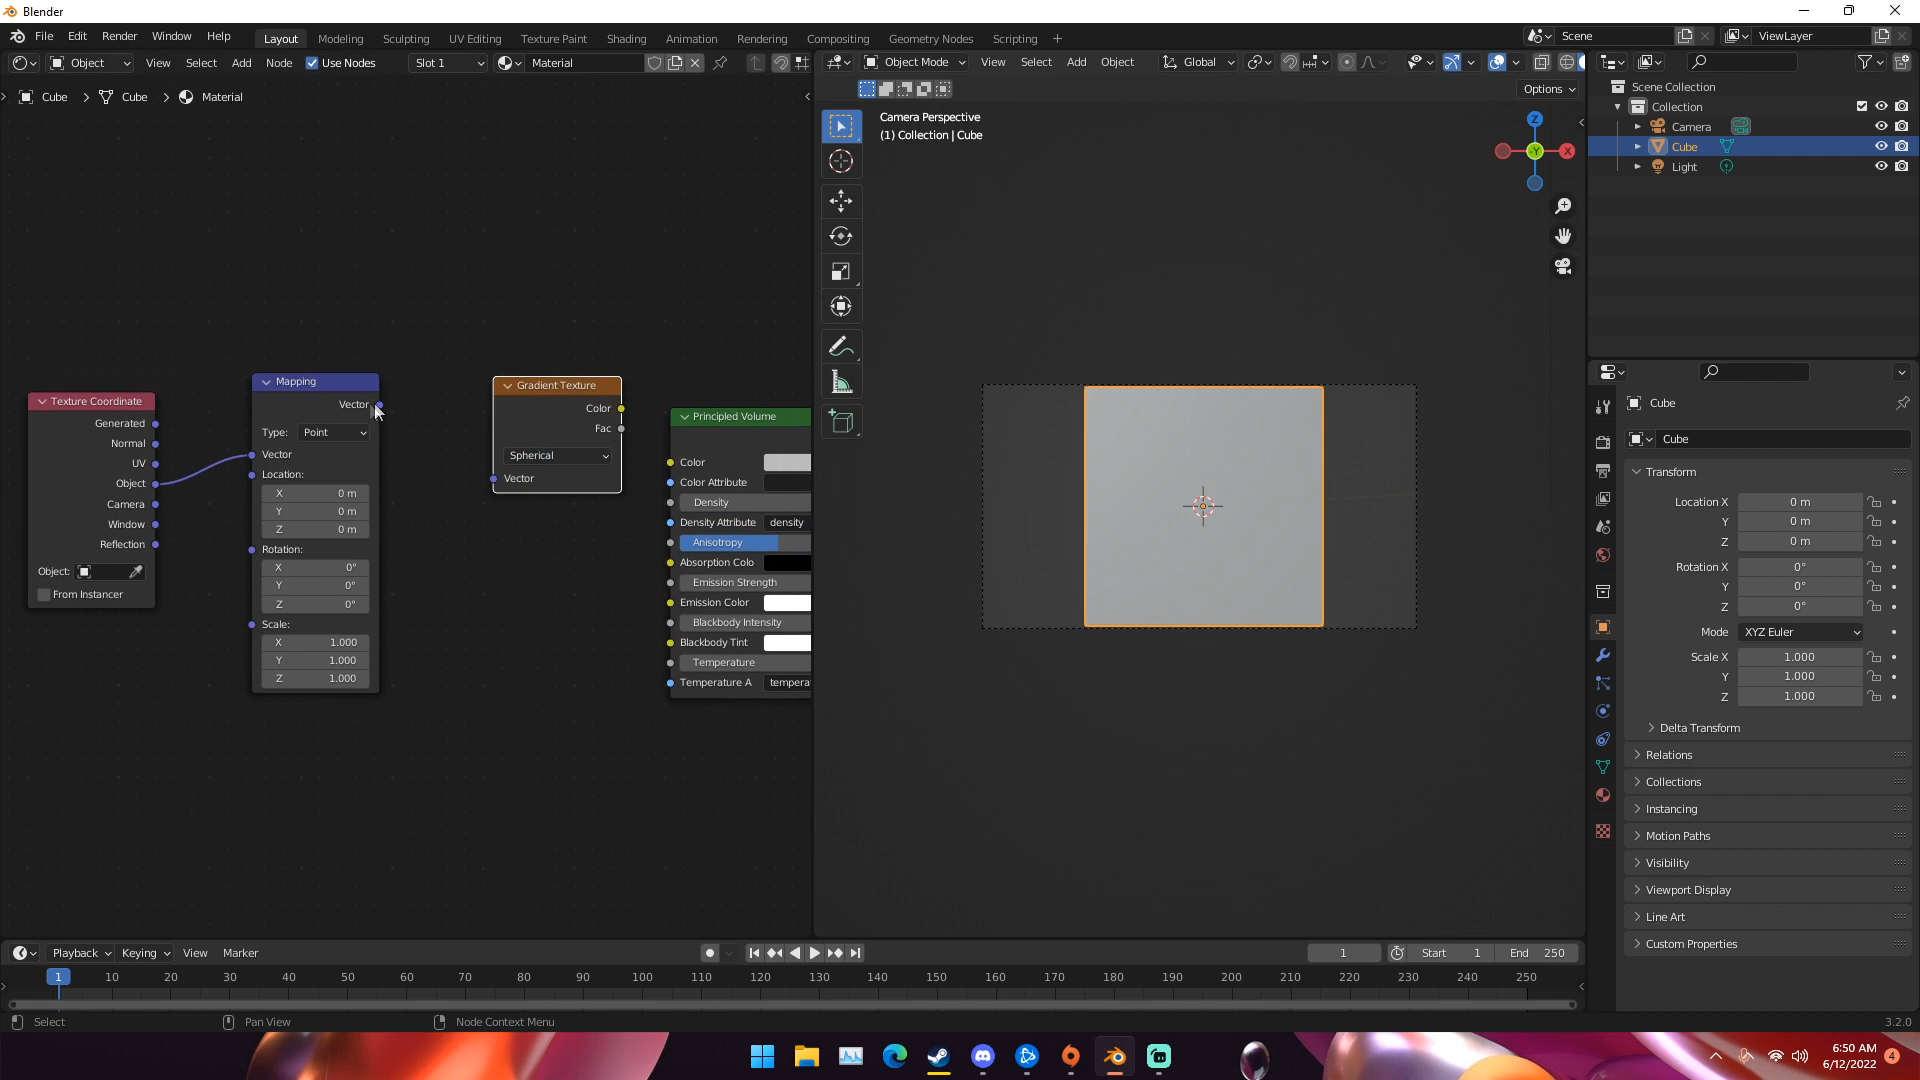 Blender
File Edit Render Window Help Layout Modeling Sculpting UV Editing Texture Paint Shading Animation Rendering Compositing Geometry Nodes Scripting + Scene ViewLayer
Object View Select Add Node Use Nodes Slot 1 Material
Object Mode View Select Add Object Global
Options
Cube > Cube > Material
Camera Perspective
(1) Collection | Cube
Z
X
-Y
Scene Collection
Collection
Camera
Cube
Light
Texture Coordinate
Generated
Normal
UV
Object
Camera
Window
Reflection
Object:
From Instancer
Mapping
Vector
Type: Point
Vector
Location:
X 0 m
Y 0 m
Z 0 m
Rotation:
X 0°
Y 0°
Z 0°
Scale:
X 1.000
Y 1.000
Z 1.000
Gradient Texture
Color
Fac
Spherical
Vector
Principled Volume
Color
Color Attribute
Density
Density Attribute density
Anisotropy
Absorption Colo
Emission Strength
Emission Color
Blackbody Intensity
Blackbody Tint
Temperature
Temperature A tempera
Cube
Cube
Transform
Location X 0 m
Y 0 m
Z 0 m
Rotation X 0°
Y 0°
Z 0°
Mode XYZ Euler
Scale X 1.000
Y 1.000
Z 1.000
Delta Transform
Relations
Collections
Instancing
Motion Paths
Visibility
Viewport Display
Line Art
Custom Properties
Playback Keying View Marker
1 Start 1 End 250
1 10 20 30 40 50 60 70 80 90 100 110 120 130 140 150 160 170 180 190 200 210 220 230 240 250
Select Pan View Node Context Menu 3.2.0
6:50 AM
6/12/2022
4